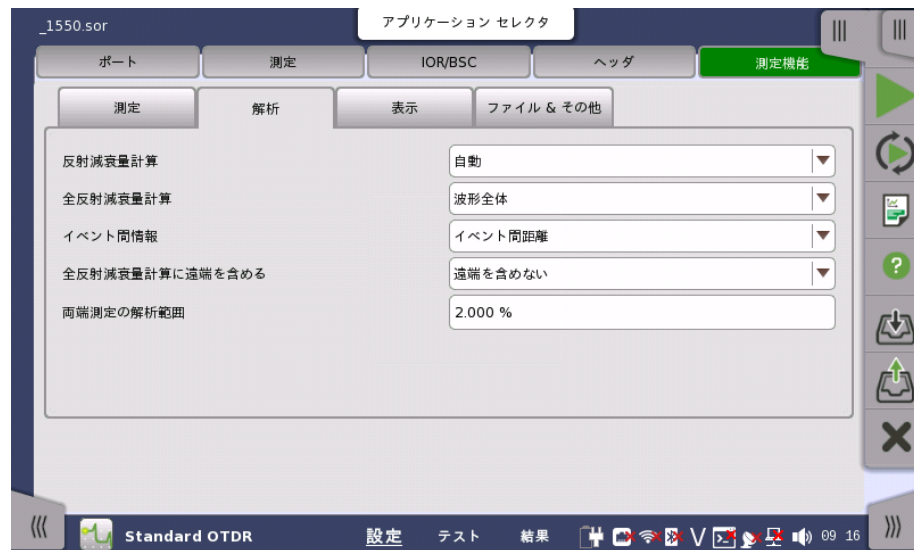 _1550.sor
アプリケーション セレクタ
ポート 測定 IOR/BSC ヘッダ 測定機能
測定 解析 表示 ファイル & その他
反射減衰量計算 自動
全反射減衰量計算 波形全体
イベント間情報 イベント間距離
全反射減衰量計算に遠端を含める 遠端を含めない
両端測定の解析範囲 2.000 %
Standard OTDR 設定 テスト 結果 09 16